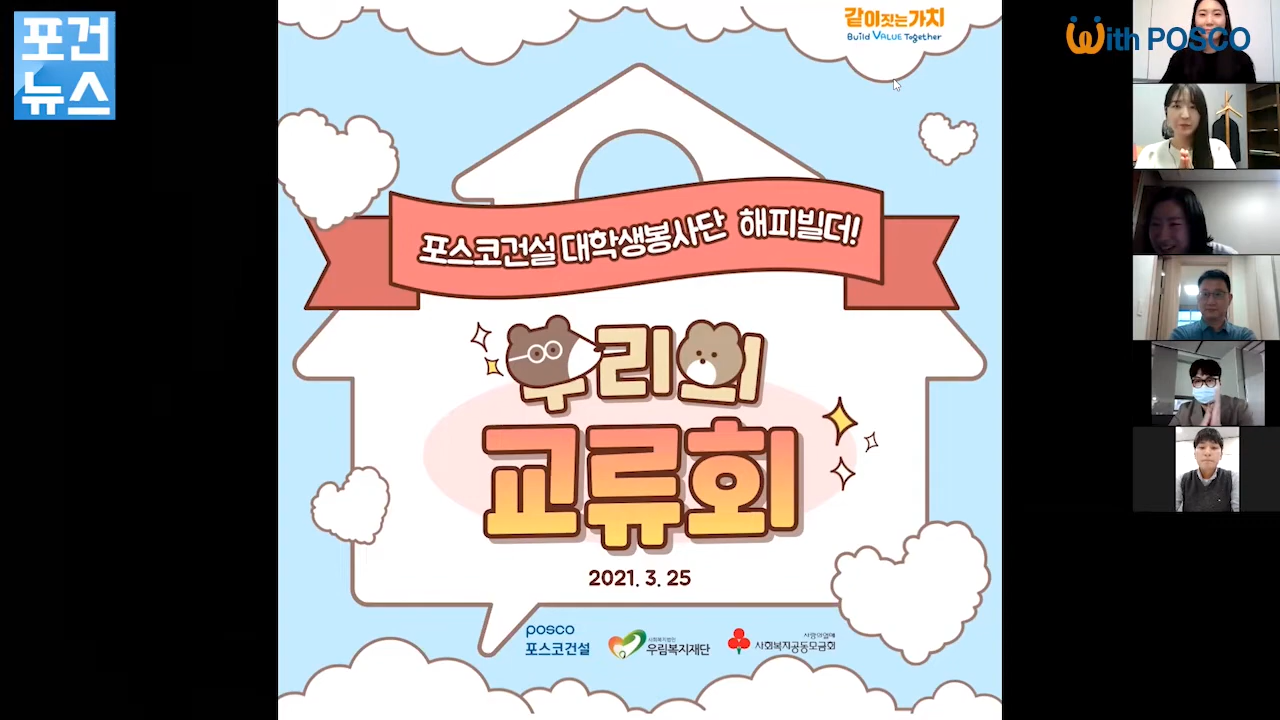 포건
뉴스
같이짓는가치
Build VALUE Together
With POSCO
포스코건설 대학생봉사단 해피빌더!
우리의
교류회
2021. 3. 25
posco
포스코건설
사회복지법인
우림복지재단
사랑의열매
사회복지공동모금회